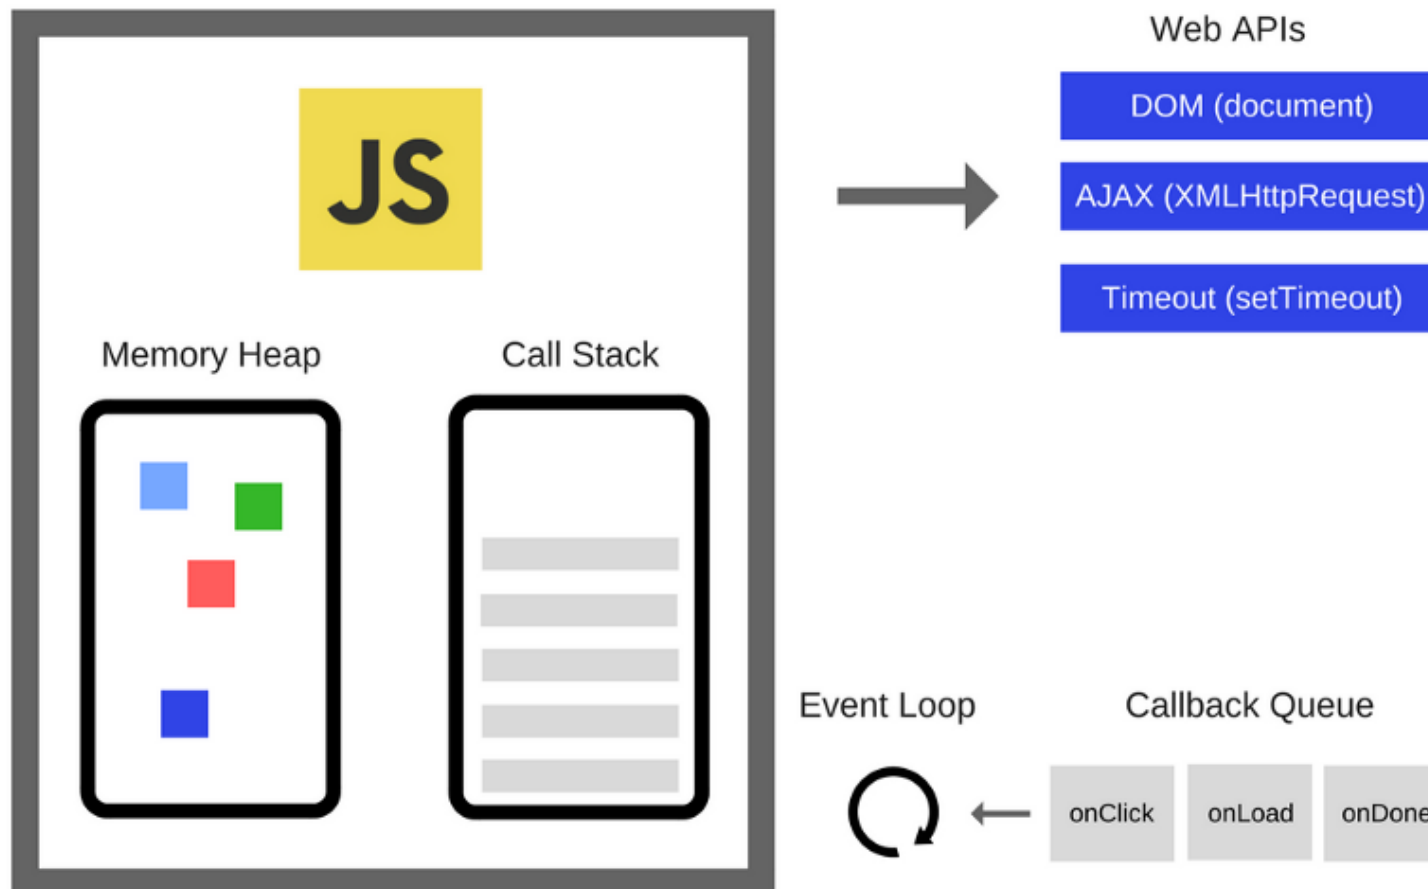 Web APIs
DOM (document)
JS
AJAX (XMLHttpRequest)
Timeout (setTimeout)
Memory Heap
Call Stack
Event Loop
Callback Queue
onClick
onLoad
onDone